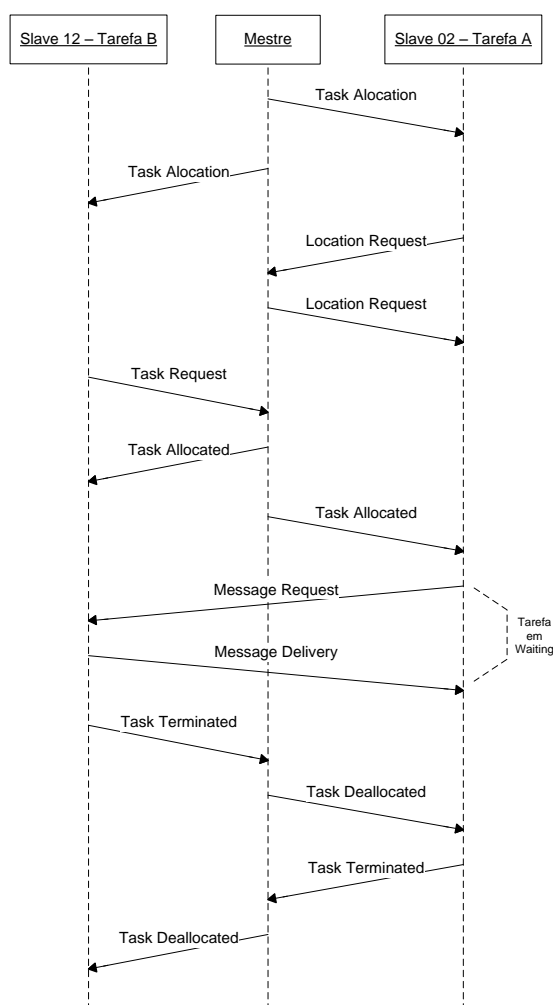 Slave 12 – Tarefa B
Mestre
Slave 02 – Tarefa A
Task Alocation
Task Alocation
Location Request
Location Request
Task Request
Task Allocated
Task Allocated
Message Request
Tarefa
em
Waiting
Message Delivery
Task Terminated
Task Deallocated
Task Terminated
Task Deallocated